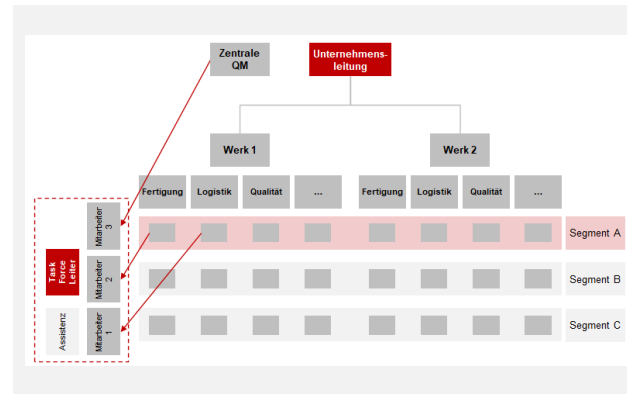 Zentrale
QM
Unternehmens-
leitung
Werk 1
Werk 2
Fertigung
Logistik
Qualität
...
Fertigung
Logistik
Qualität
...
Mitarbeiter
3
Segment A
Task
Force
Leiter
Mitarbeiter
2
Segment B
Assistenz
Mitarbeiter
1
Segment C